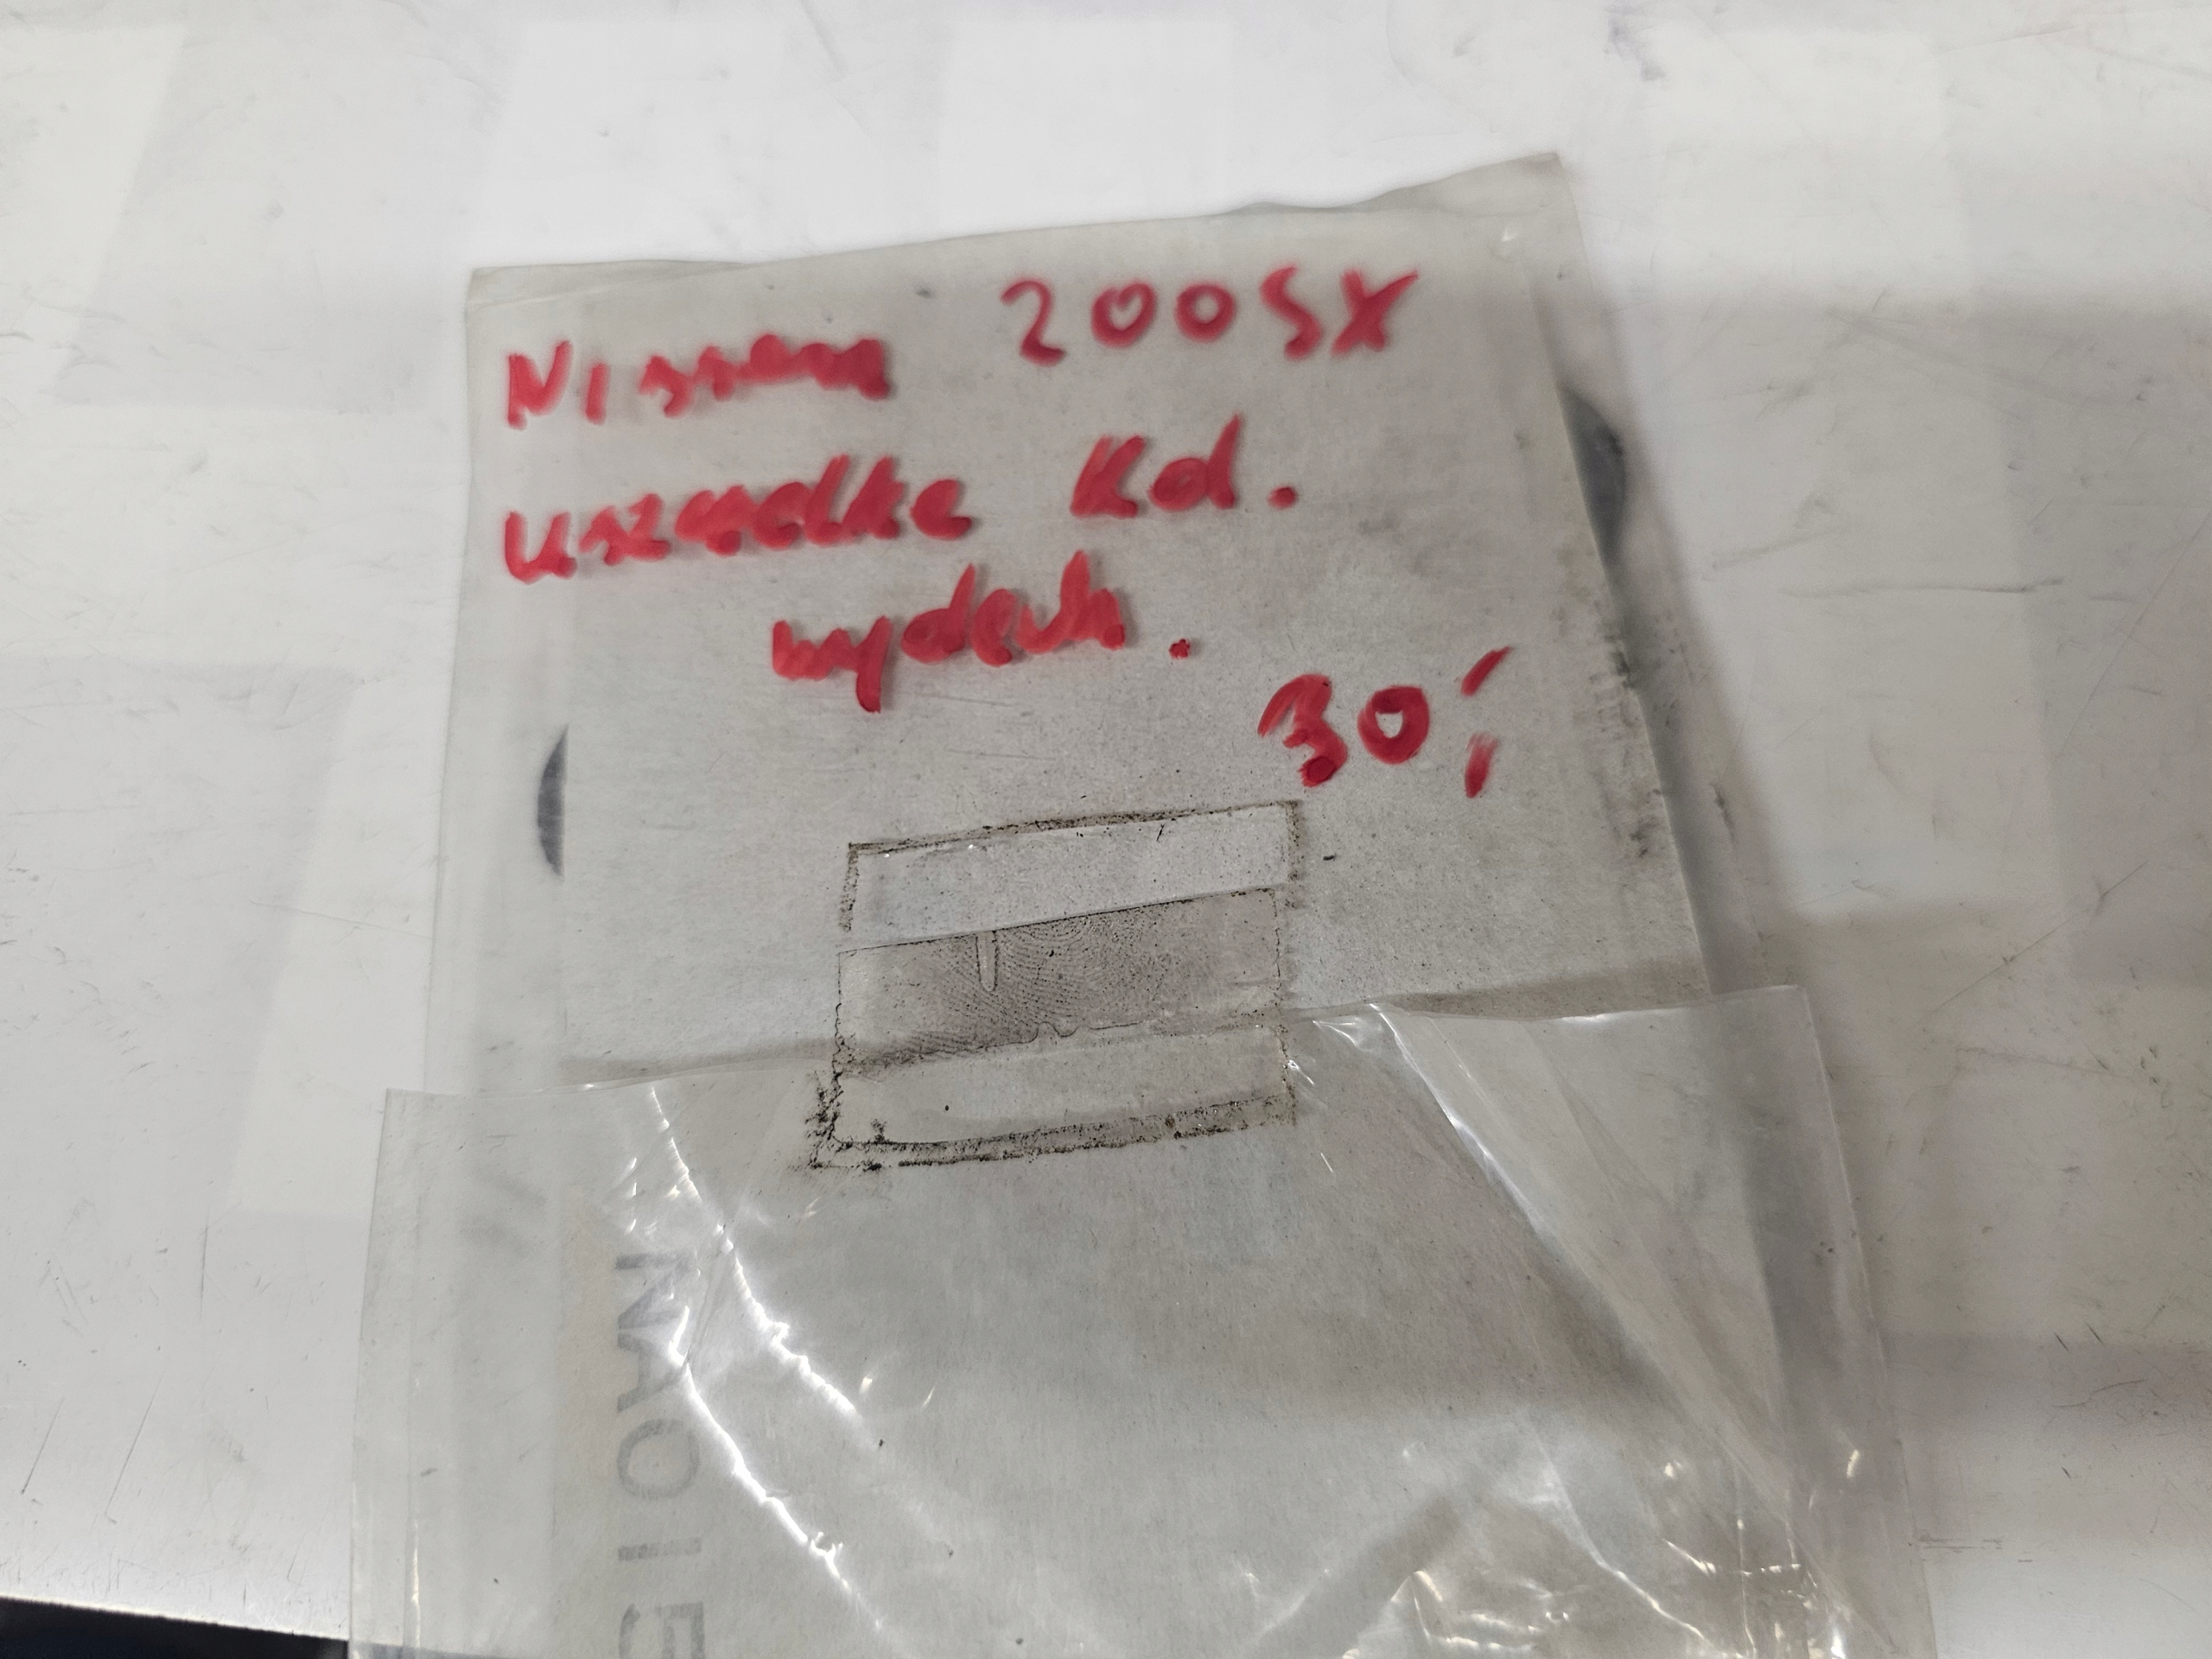 Nissan 200SX
uszczelka Kol.
wydech.
30,-